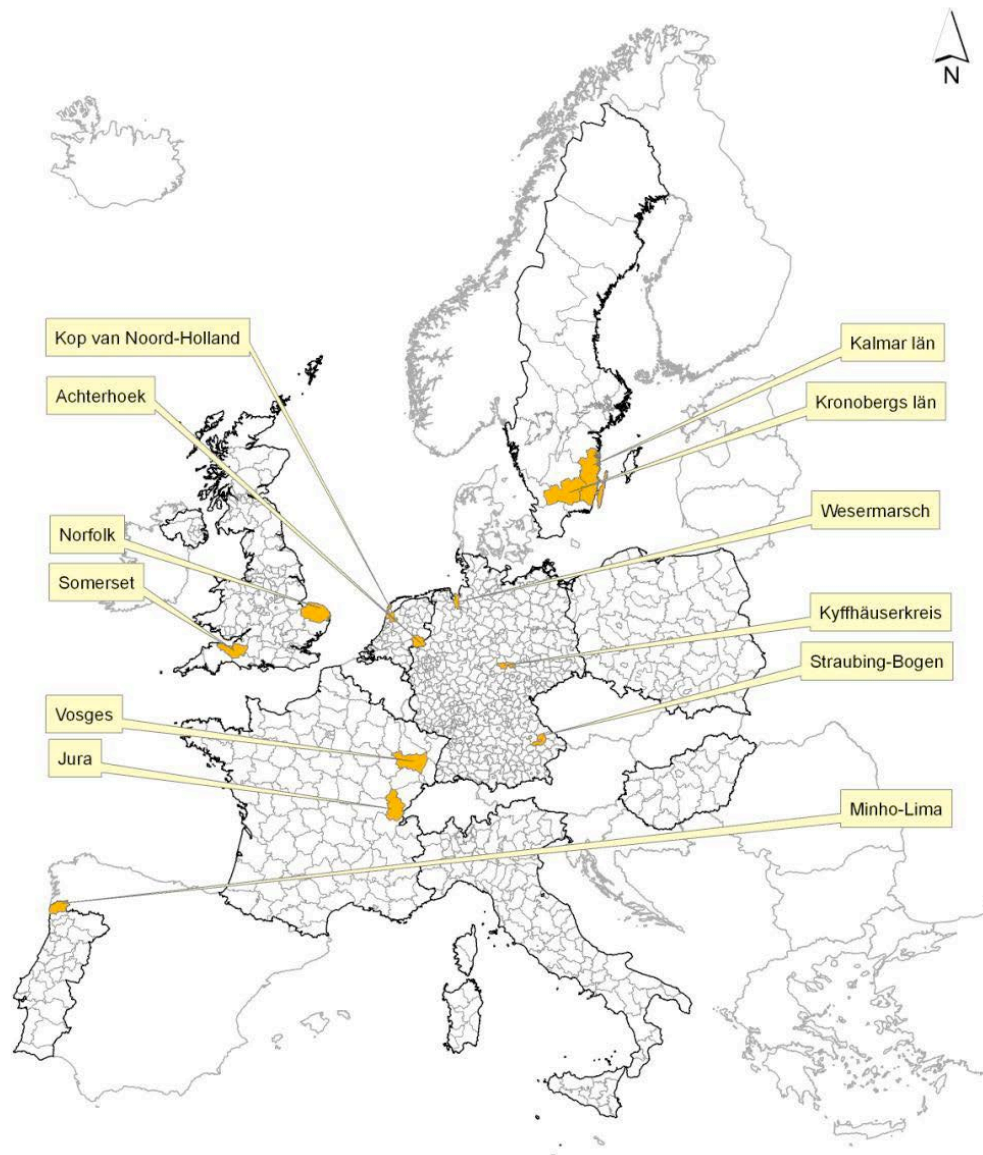 N
Kop van Noord-Holland
Achterhoek
Norfolk
Somerset
Vosges
Jura
Kalmar län
Kronobergs län
Wesermarsch
Kyffhäuserkreis
Straubing-Bogen
Minho-Lima